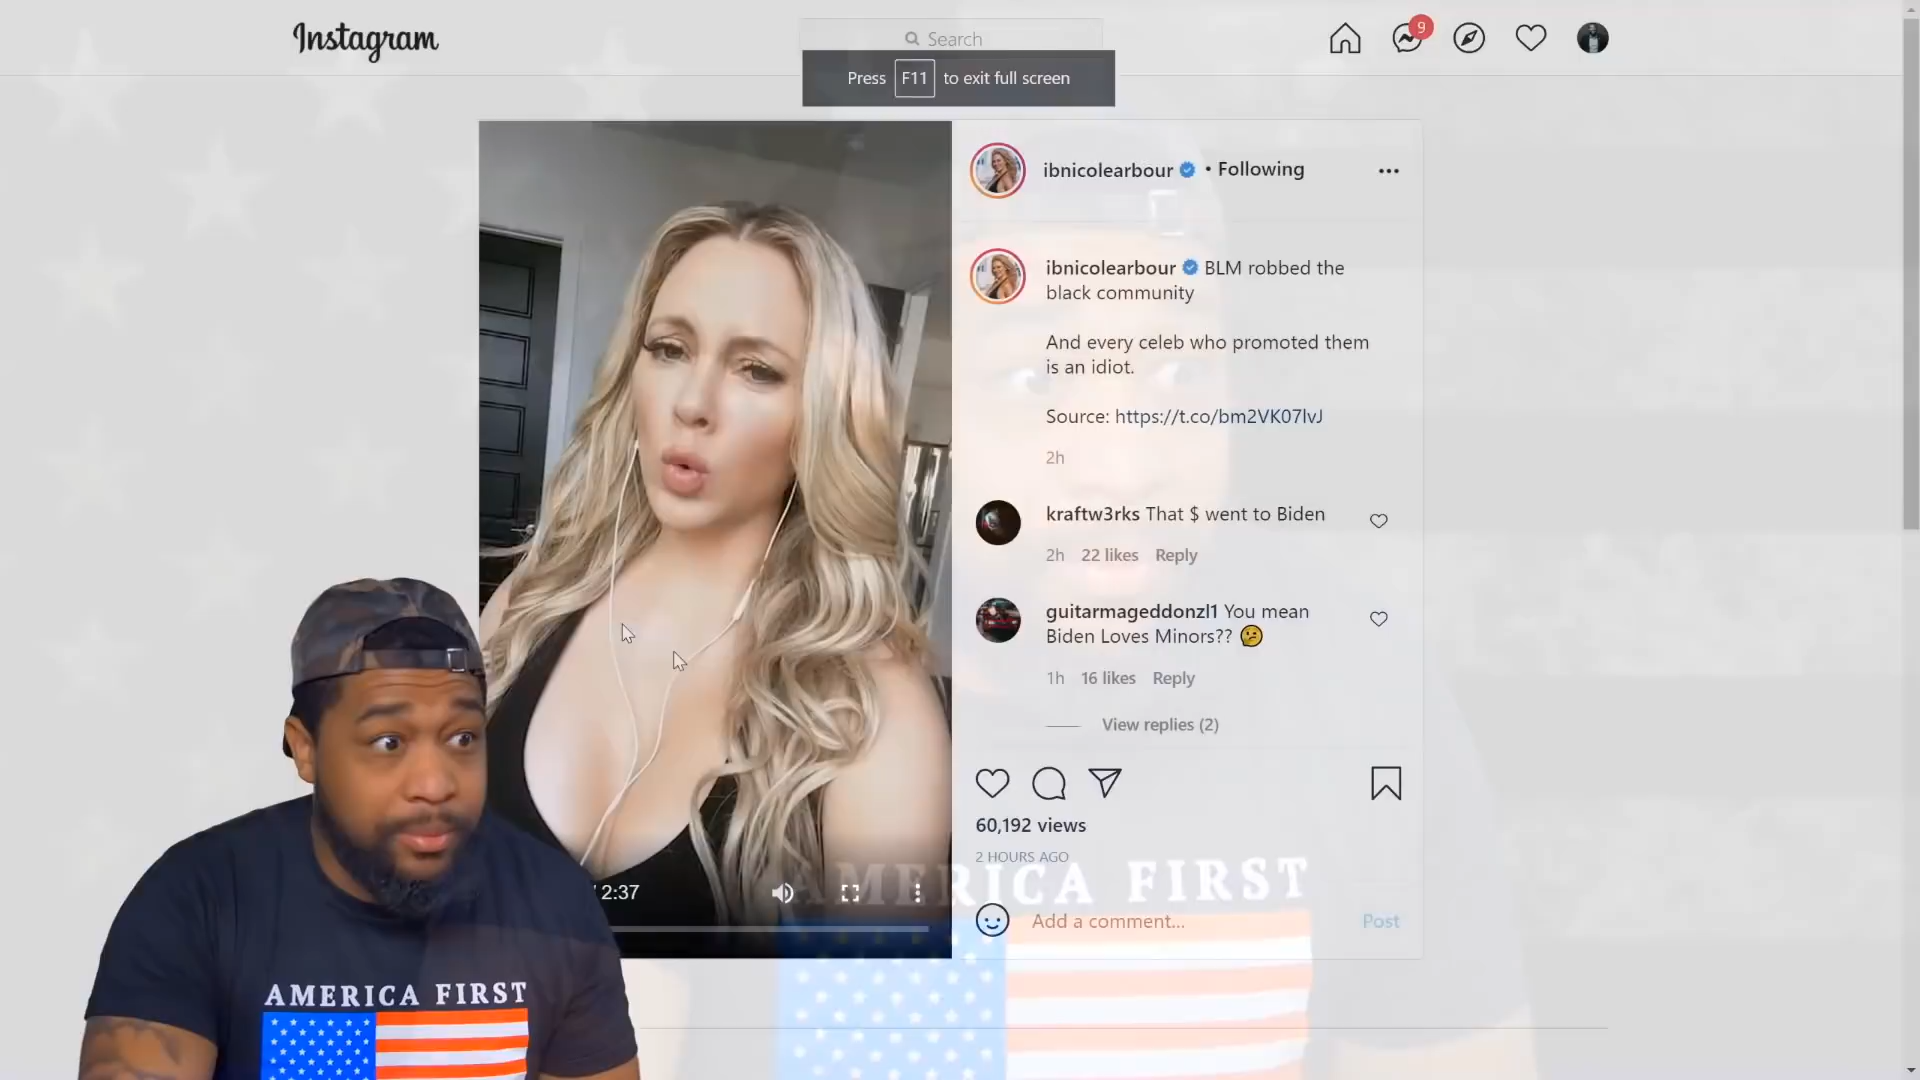 Instagram
Search
9
Press F11 to exit full screen
ibnicolearbour • Following
ibnicolearbour BLM robbed the
black community
And every celeb who promoted them
is an idiot.
Source: https://t.co/bm2VK07lvJ
2h
kraftw3rks That $ went to Biden
2h 22 likes Reply
guitarmageddonzl1 You mean
Biden Loves Minors?? 🤔
1h 16 likes Reply
View replies (2)
60,192 views
2 HOURS AGO
/ 2:37
AMERICA FIRST
Add a comment... Post
AMERICA FIRST